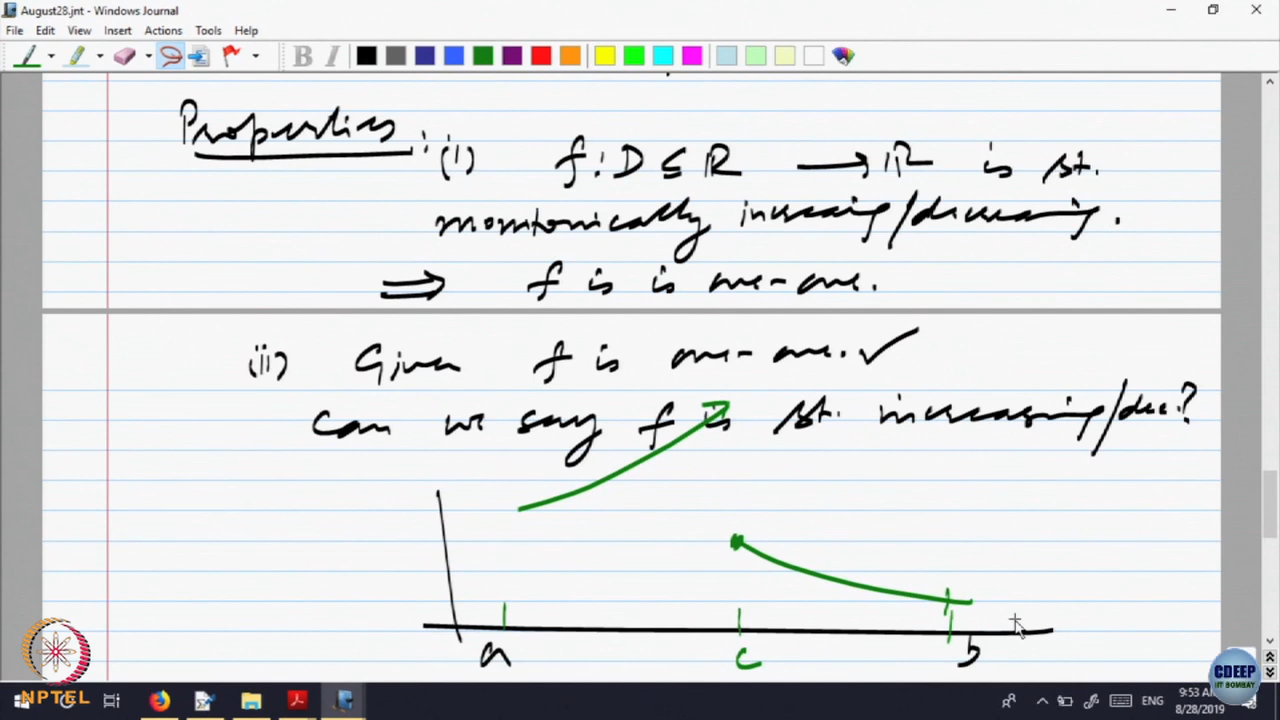 August28.jnt - Windows Journal
File Edit View Insert Actions Tools Help
B I
Properties: (i) f: D ⊆ ℝ → ℝ is st.
monotonically increasing/decreasing.
⟹ f is is one-one.
(ii) Given f is one-one. ✓
Can we say f is st. increasing/dec.?
a c b
NPTEL
CDEEP
IIT BOMBAY
ENG
9:53 AM
8/28/2019